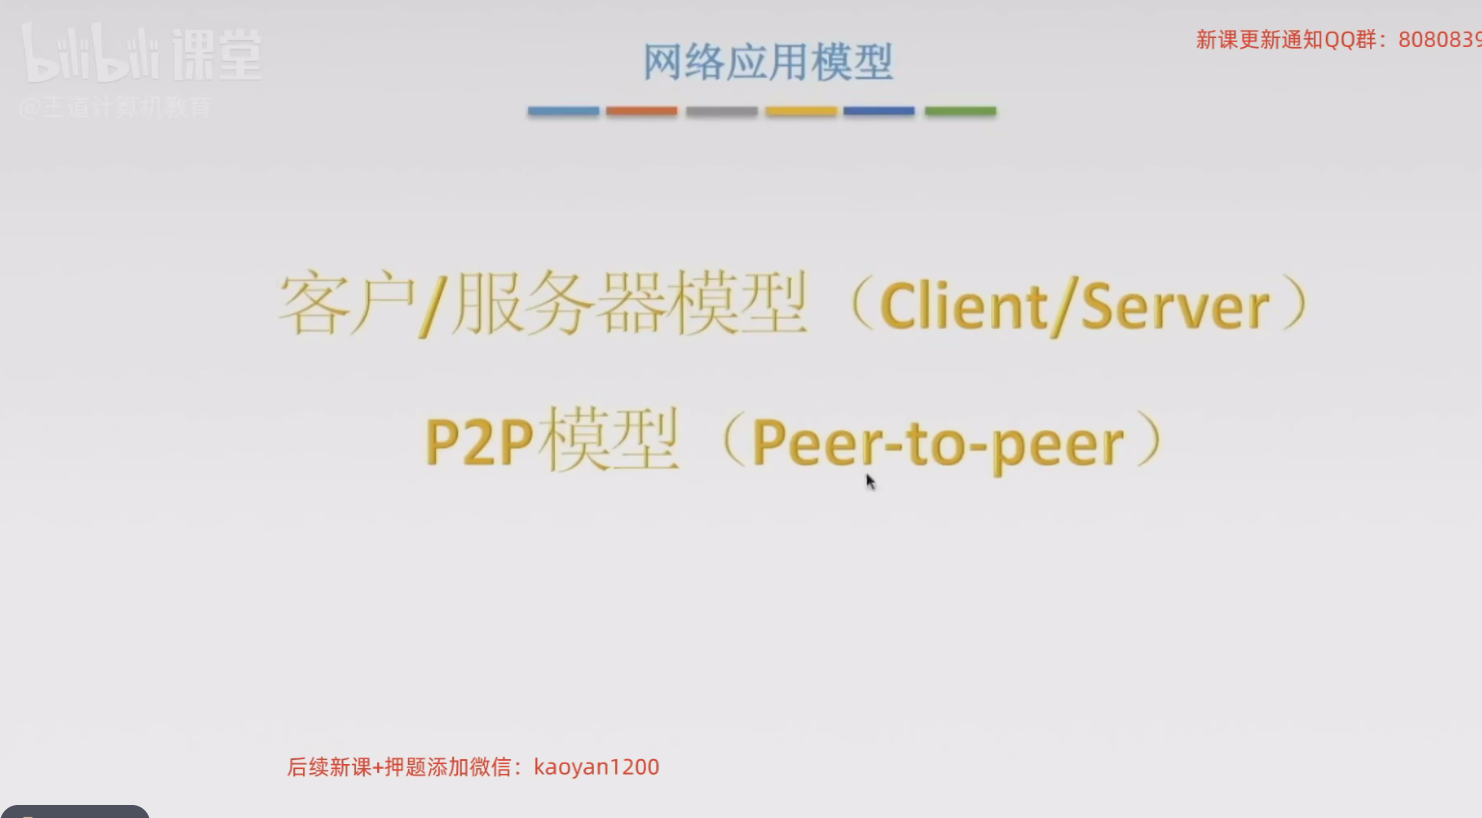 bilibili 课堂
@王道计算机教育
新课更新通知QQ群：8080839
网络应用模型
客户/服务器模型（Client/Server）
P2P模型（Peer-to-peer）
后续新课+押题添加微信：kaoyan1200